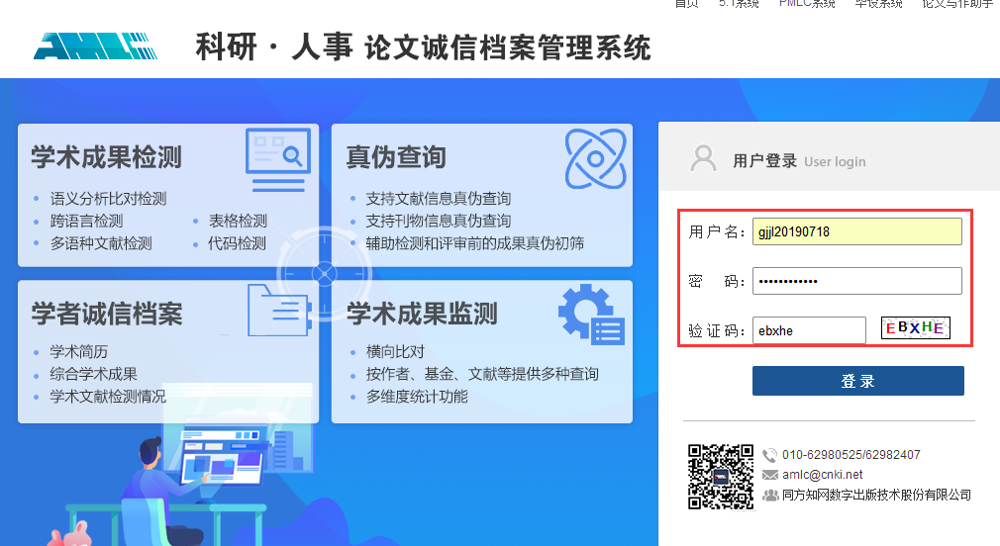 首页 5.1系统 PMLC系统 毕设系统 论文写作助手
AMLC 科研·人事 论文诚信档案管理系统
学术成果检测
语义分析比对检测
跨语言检测 表格检测
多语种文献检测 代码检测
真伪查询
支持文献信息真伪查询
支持刊物信息真伪查询
辅助检测和评审前的成果真伪初筛
学者诚信档案
学术简历
综合学术成果
学术文献检测情况
学术成果监测
横向比对
按作者、基金、文献等提供多种查询
多维度统计功能
用户登录 User login
用户名： gjjl20190718
密 码： ••••••••••••
验证码： ebxhe EBXHE
登录
010-62980525/62982407
amlc@cnki.net
同方知网数字出版技术股份有限公司